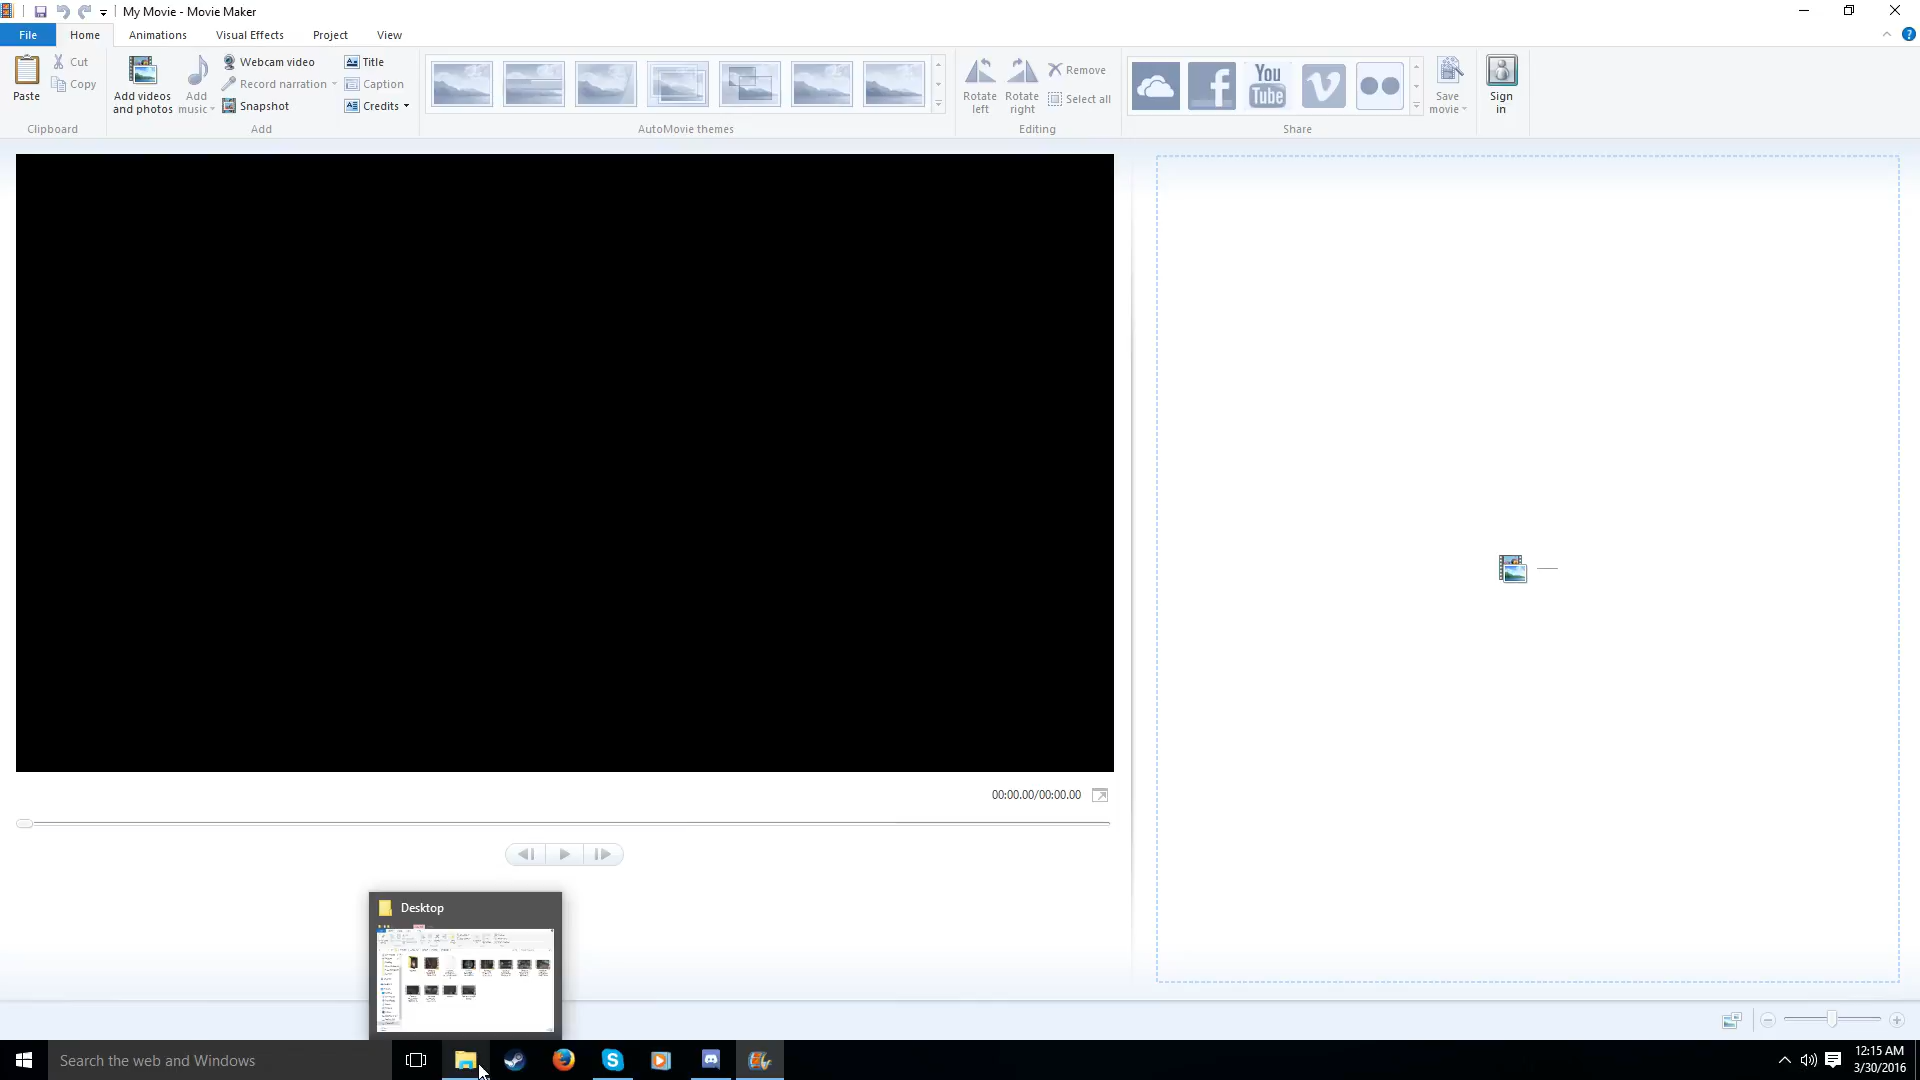 My Movie - Movie Maker
File Home Animations Visual Effects Project View
Paste
Cut
Copy
Clipboard
Add videos
and photos
Add
music
Webcam video
Record narration
Snapshot
Title
Caption
Credits
Add
AutoMovie themes
Rotate
left
Rotate
right
Remove
Select all
Editing
You
Tube
Share
Save
movie
Sign
in
00:00.00/00:00.00
Desktop
Search the web and Windows
12:15 AM
3/30/2016